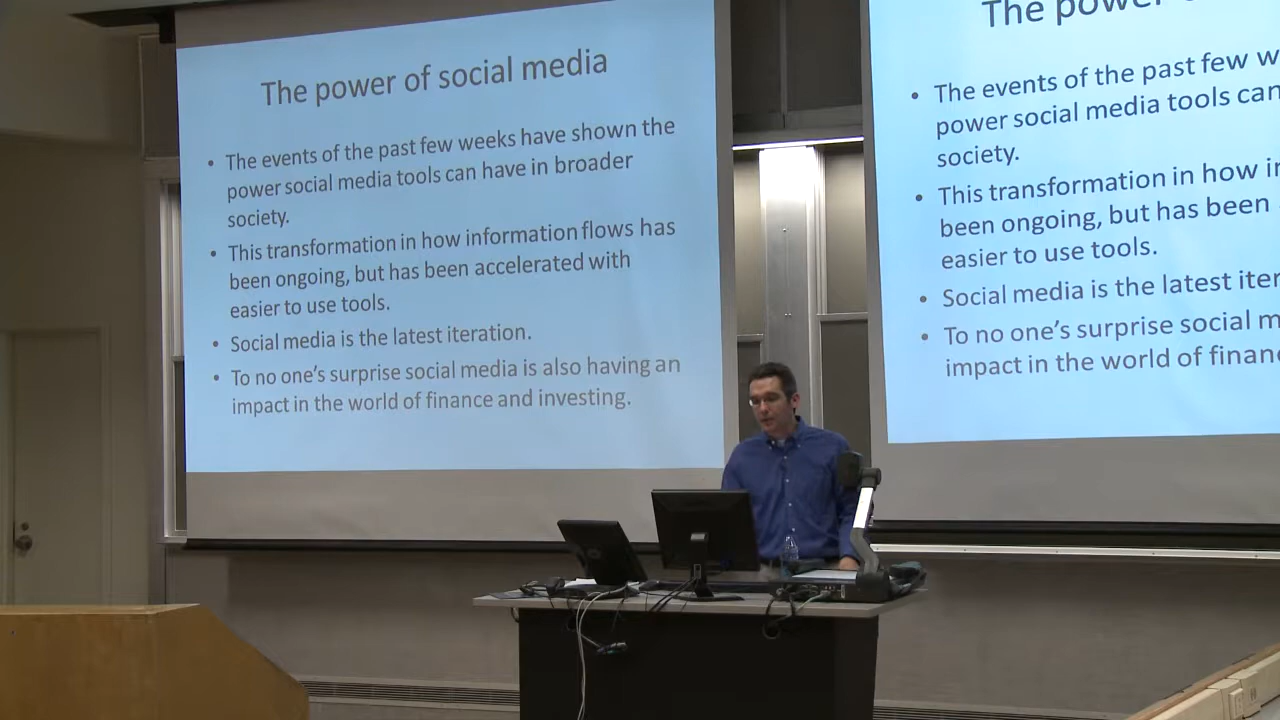 The power of social media
• The events of the past few weeks have shown the
power social media tools can have in broader
society.
• This transformation in how information flows has
been ongoing, but has been accelerated with
easier to use tools.
• Social media is the latest iteration.
• To no one's surprise social media is also having an
impact in the world of finance and investing.
The power
• The events of the past few w
power social media tools can
society.
• This transformation in how i
been ongoing, but has been
easier to use tools.
• Social media is the latest iter
• To no one's surprise social m
impact in the world of finan